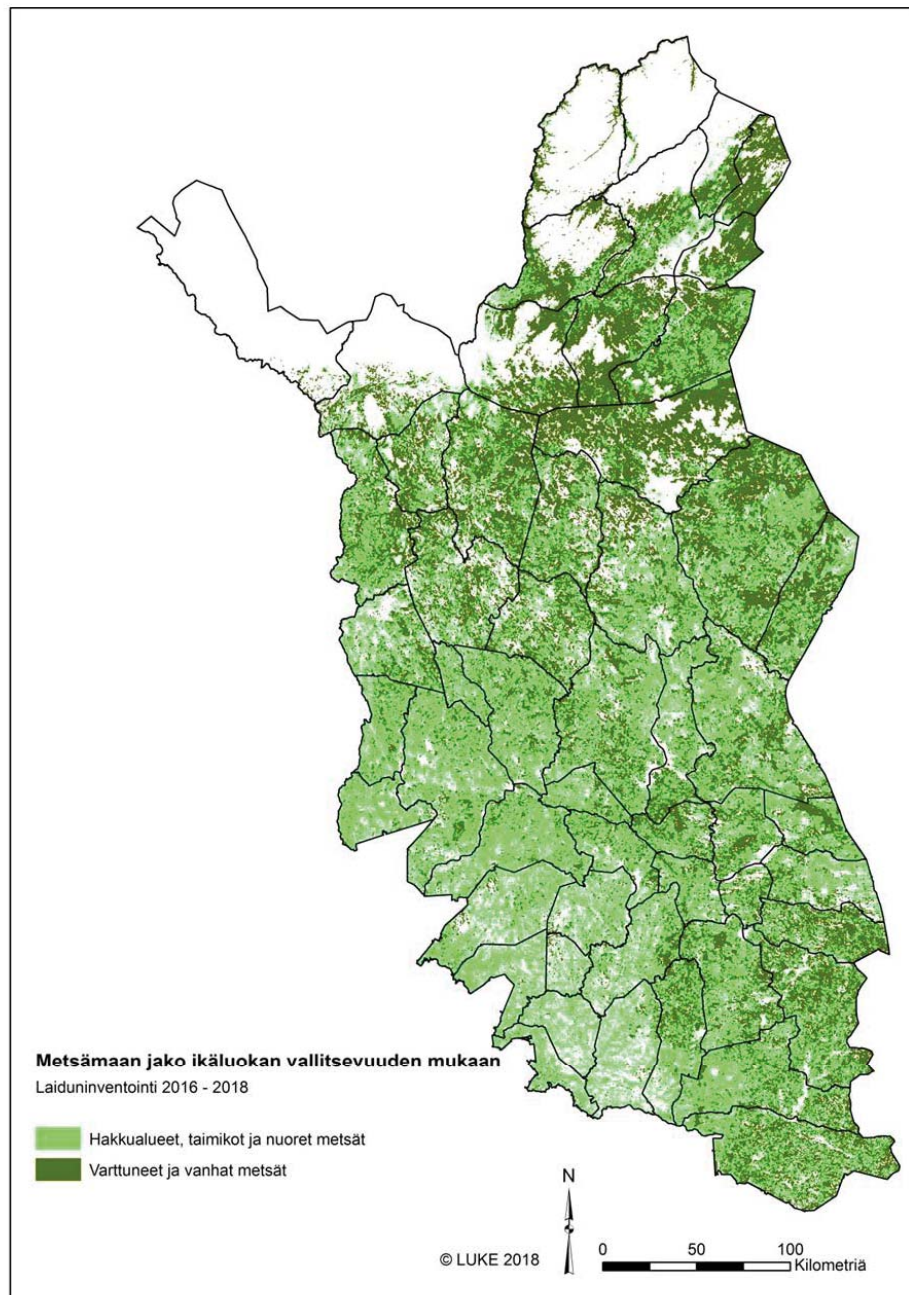 Metsämaan jako ikäluokan vallitsevuuden mukaan
Laiduninventointi 2016 - 2018
Hakkualueet, taimikot ja nuoret metsät
Varttuneet ja vanhat metsät
N
© LUKE 2018
0 50 100
Kilometriä